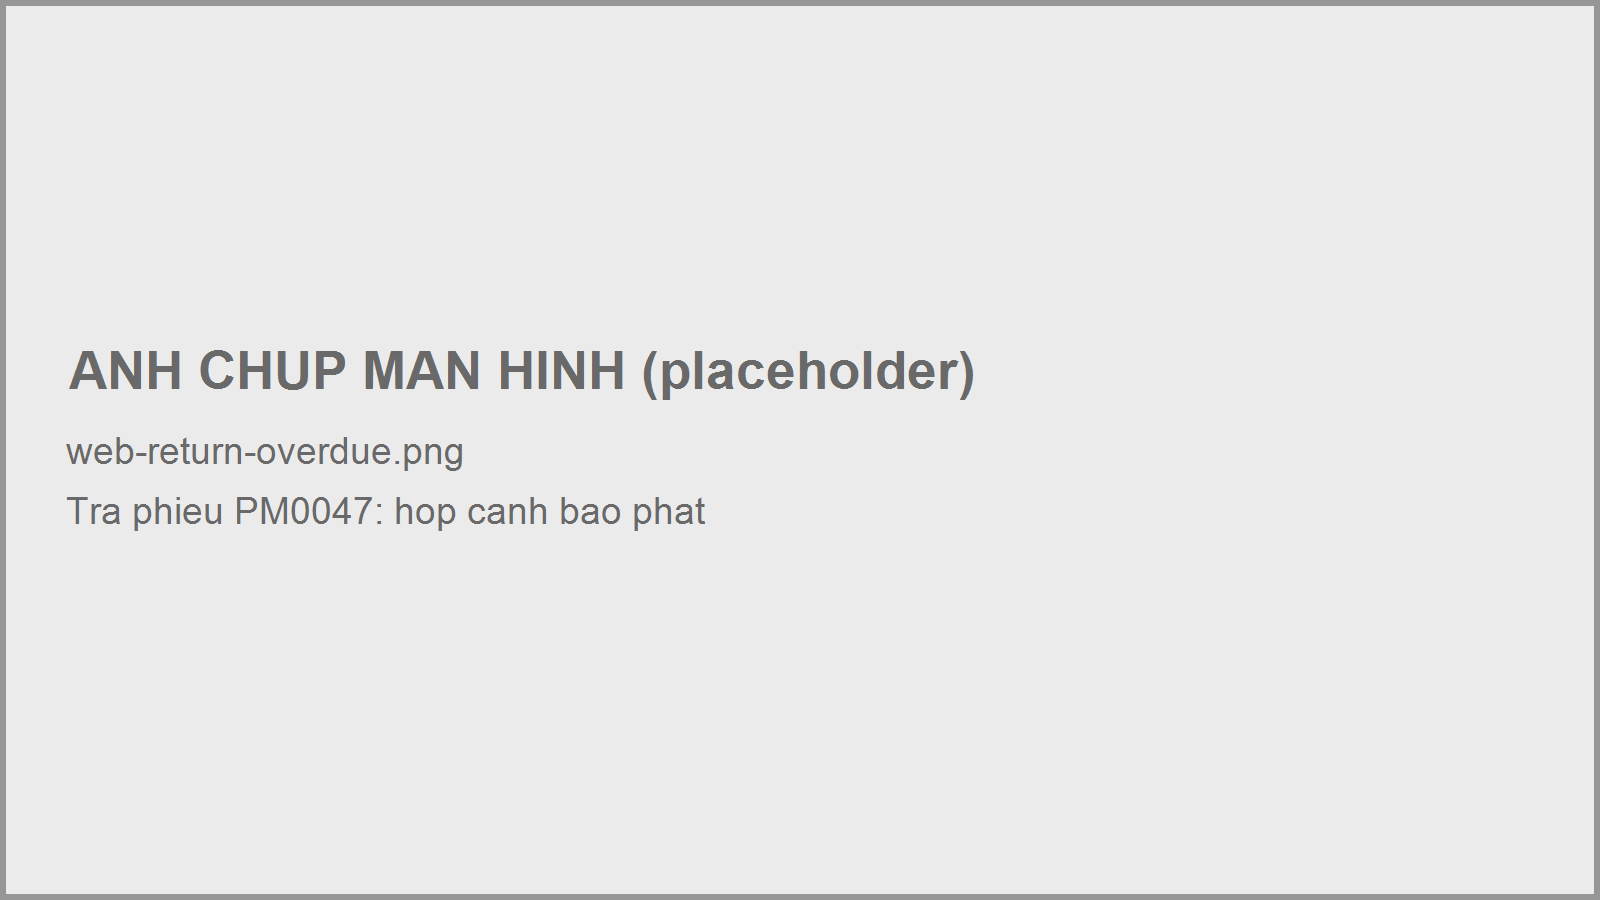 ANH CHUP MAN HINH (placeholder)
web-return-overdue.png
Tra phieu PM0047: hop canh bao phat